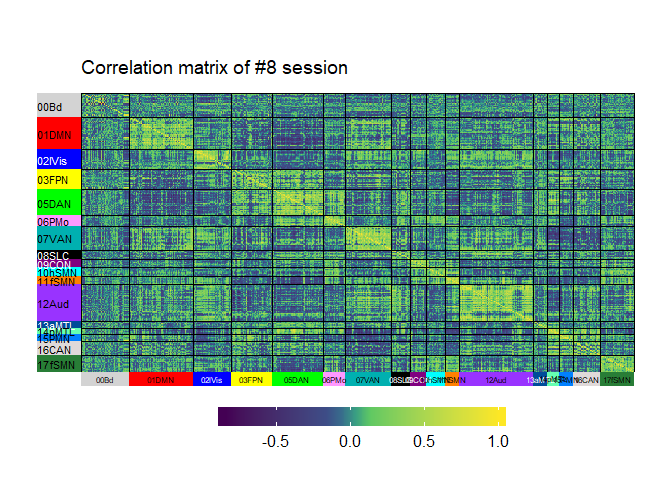 Correlation matrix of #8 session
00Bd
01DMN
02lVis
03FPN
05DAN
06PMo
07VAN
08SLC
09CON
10hSMN
11fSMN
12Aud
13aMTL
14pMTL
15PMN
16CAN
17fSMN
00Bd 01DMN 02lVis 03FPN 05DAN 06PMo 07VAN 12Aud 17fSMN
-0.5 0.0 0.5 1.0